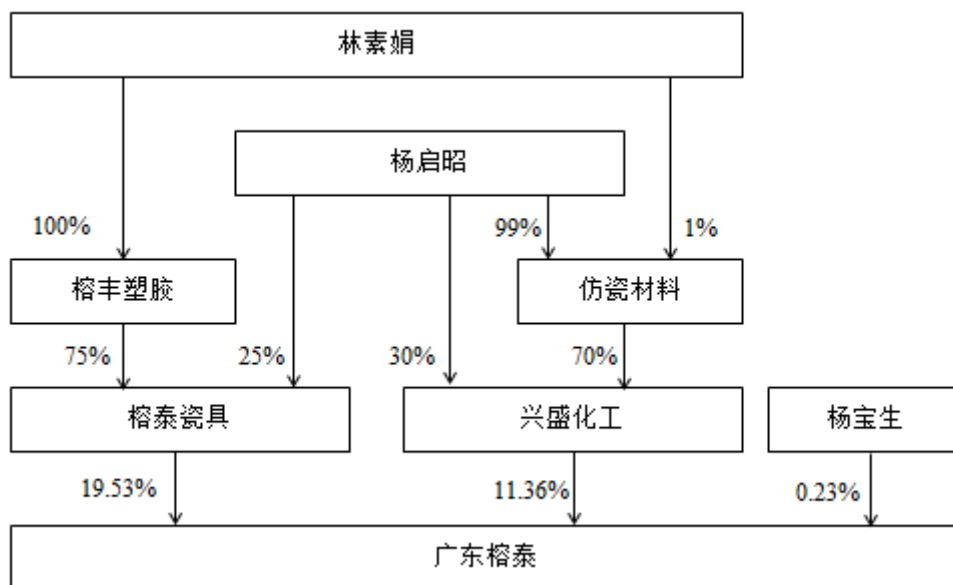 林素娟
杨启昭
100%
99%
1%
榕丰塑胶
仿瓷材料
75%
25%
30%
70%
榕泰瓷具
兴盛化工
杨宝生
19.53%
11.36%
0.23%
广东榕泰